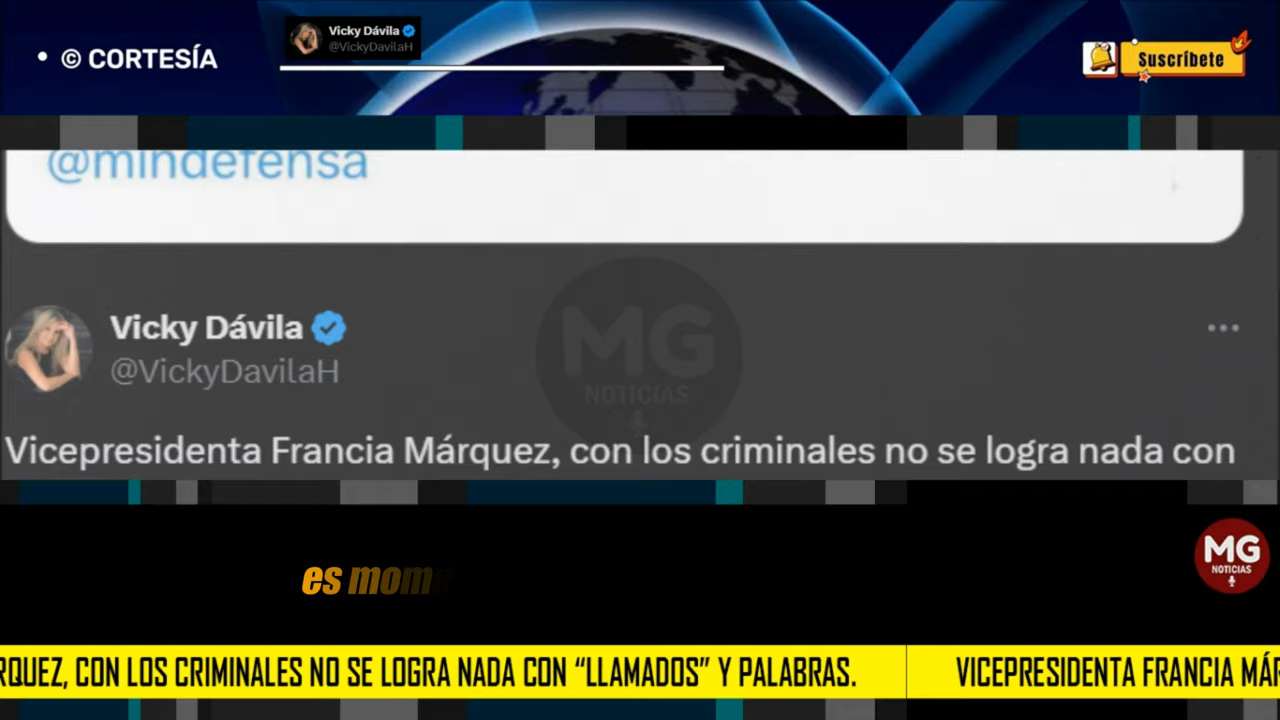 • © CORTESÍA
Vicky Dávila
@VickyDavilaH
Suscríbete
@mindefensa
Vicky Dávila
@VickyDavilaH
MG
NOTICIAS
Vicepresidenta Francia Márquez, con los criminales no se logra nada con
es mom
MG
NOTICIAS
RQUEZ, CON LOS CRIMINALES NO SE LOGRA NADA CON “LLAMADOS” Y PALABRAS.
VICEPRESIDENTA FRANCIA MÁR